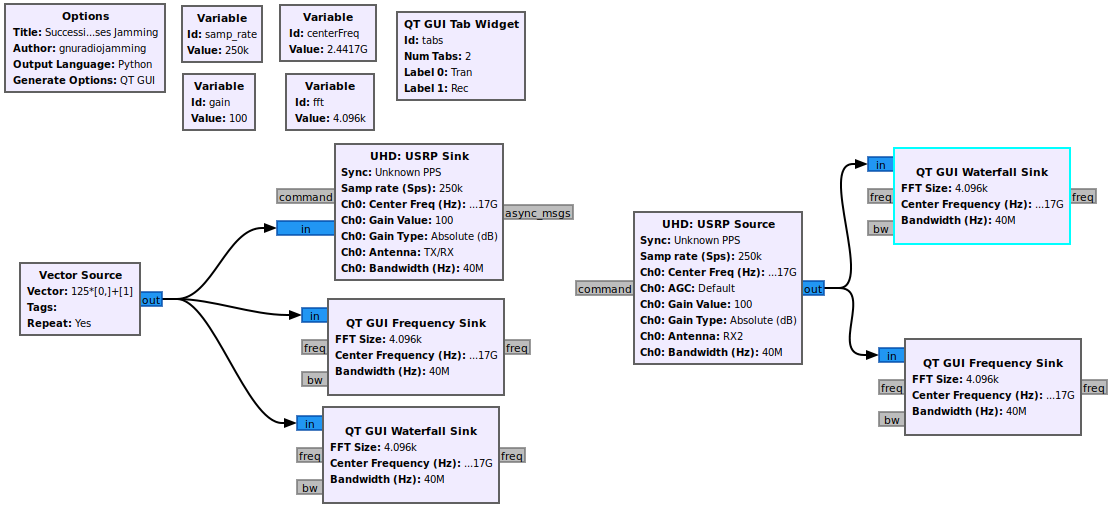 Options
Title: Successi...ses Jamming
Author: gnuradiojamming
Output Language: Python
Generate Options: QT GUI
Variable
Id: samp_rate
Value: 250k
Variable
Id: centerFreq
Value: 2.4417G
QT GUI Tab Widget
Id: tabs
Num Tabs: 2
Label 0: Tran
Label 1: Rec
Variable
Id: gain
Value: 100
Variable
Id: fft
Value: 4.096k
Vector Source
Vector: 125*[0,]+[1]
Tags:
Repeat: Yes
out
command
in
UHD: USRP Sink
Sync: Unknown PPS
Samp rate (Sps): 250k
Ch0: Center Freq (Hz): ...17G
Ch0: Gain Value: 100
Ch0: Gain Type: Absolute (dB)
Ch0: Antenna: TX/RX
Ch0: Bandwidth (Hz): 40M
async_msgs
in
freq
bw
QT GUI Frequency Sink
FFT Size: 4.096k
Center Frequency (Hz): ...17G
Bandwidth (Hz): 40M
freq
in
freq
bw
QT GUI Waterfall Sink
FFT Size: 4.096k
Center Frequency (Hz): ...17G
Bandwidth (Hz): 40M
freq
command
UHD: USRP Source
Sync: Unknown PPS
Samp rate (Sps): 250k
Ch0: Center Freq (Hz): ...17G
Ch0: AGC: Default
Ch0: Gain Value: 100
Ch0: Gain Type: Absolute (dB)
Ch0: Antenna: RX2
Ch0: Bandwidth (Hz): 40M
out
in
freq
bw
QT GUI Waterfall Sink
FFT Size: 4.096k
Center Frequency (Hz): ...17G
Bandwidth (Hz): 40M
freq
in
freq
bw
QT GUI Frequency Sink
FFT Size: 4.096k
Center Frequency (Hz): ...17G
Bandwidth (Hz): 40M
freq